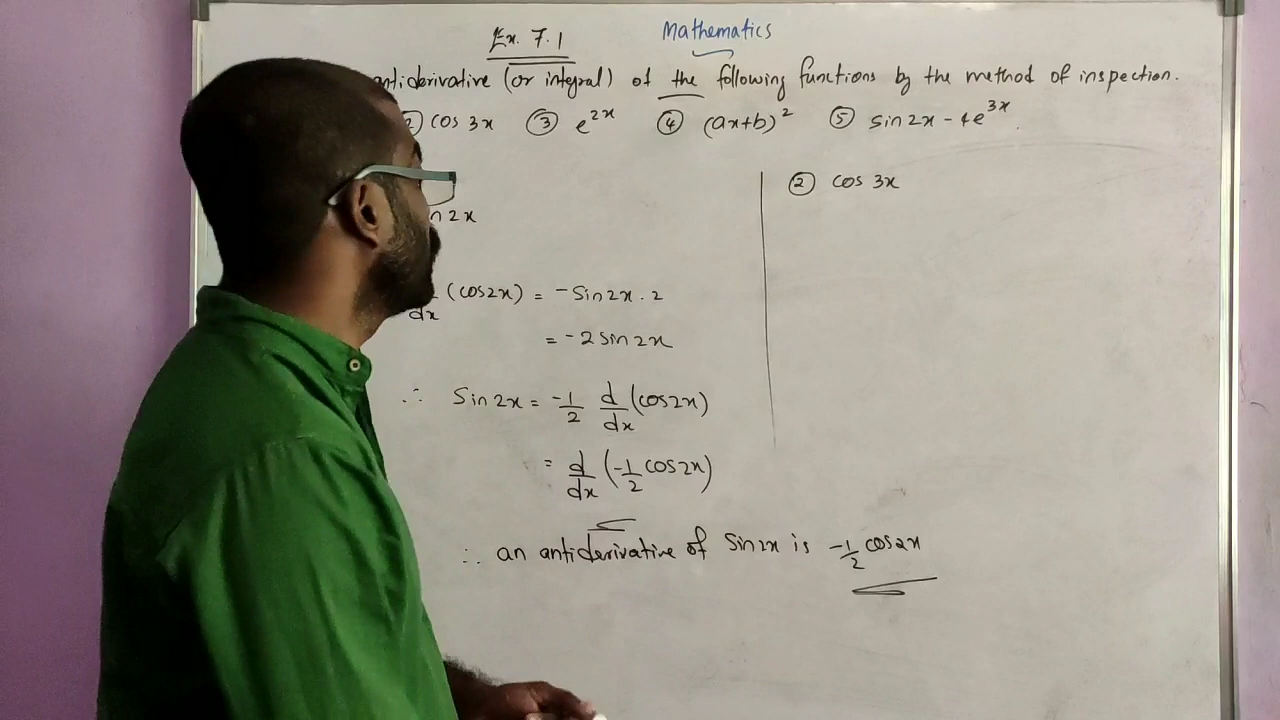 Mathematics
Ex. 7.1
antiderivative (or integral) of the following functions by the method of inspection.
② cos 3x ③ e^2x ④ (ax+b)^2 ⑤ sin 2x - 4e^3x.
n 2x
② cos 3x
dx (cos2x) = -Sin2x . 2
= -2 sin 2x
∴ Sin 2x = -1/2 d/dx (cos2x)
= d/dx (-1/2 cos2x)
∴ an antiderivative of Sin2x is -1/2 cos2x